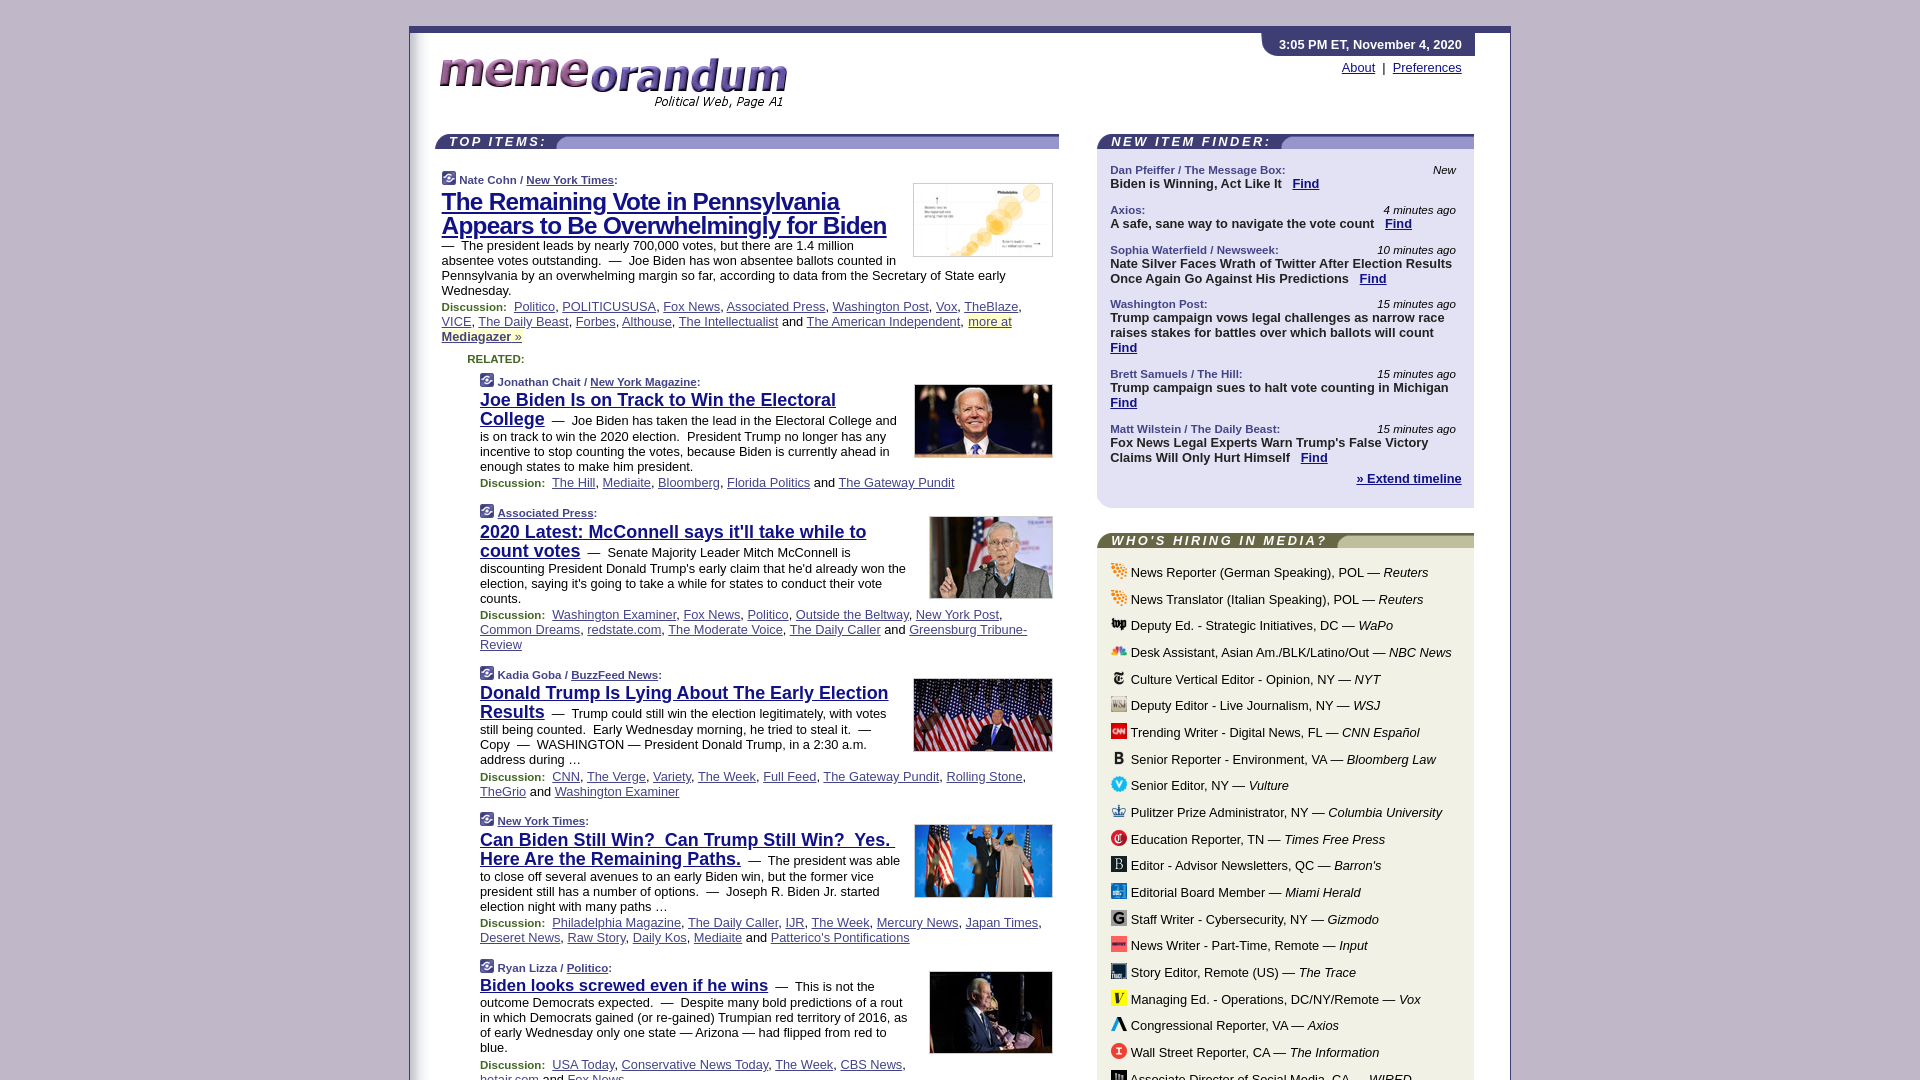 3:05 PM ET, November 4, 2020
About | Preferences
memeorandum
Political Web, Page A1
TOP ITEMS:
Nate Cohn / New York Times:
The Remaining Vote in Pennsylvania
Appears to Be Overwhelmingly for Biden
— The president leads by nearly 700,000 votes, but there are 1.4 million
absentee votes outstanding. — Joe Biden has won absentee ballots counted in
Pennsylvania by an overwhelming margin so far, according to data from the Secretary of State early
Wednesday.
Discussion: Politico, POLITICUSUSA, Fox News, Associated Press, Washington Post, Vox, TheBlaze,
VICE, The Daily Beast, Forbes, Althouse, The Intellectualist and The American Independent, more at
Mediagazer »
RELATED:
Jonathan Chait / New York Magazine:
Joe Biden Is on Track to Win the Electoral
College — Joe Biden has taken the lead in the Electoral College and
is on track to win the 2020 election. President Trump no longer has any
incentive to stop counting the votes, because Biden is currently ahead in
enough states to make him president.
Discussion: The Hill, Mediaite, Bloomberg, Florida Politics and The Gateway Pundit
Associated Press:
2020 Latest: McConnell says it'll take while to
count votes — Senate Majority Leader Mitch McConnell is
discounting President Donald Trump's early claim that he'd already won the
election, saying it's going to take a while for states to conduct their vote
counts.
Discussion: Washington Examiner, Fox News, Politico, Outside the Beltway, New York Post,
Common Dreams, redstate.com, The Moderate Voice, The Daily Caller and Greensburg Tribune-
Review
Kadia Goba / BuzzFeed News:
Donald Trump Is Lying About The Early Election
Results — Trump could still win the election legitimately, with votes
still being counted. Early Wednesday morning, he tried to steal it. —
Copy — WASHINGTON — President Donald Trump, in a 2:30 a.m.
address during …
Discussion: CNN, The Verge, Variety, The Week, Full Feed, The Gateway Pundit, Rolling Stone,
TheGrio and Washington Examiner
New York Times:
Can Biden Still Win? Can Trump Still Win? Yes.
Here Are the Remaining Paths. — The president was able
to close off several avenues to an early Biden win, but the former vice
president still has a number of options. — Joseph R. Biden Jr. started
election night with many paths …
Discussion: Philadelphia Magazine, The Daily Caller, IJR, The Week, Mercury News, Japan Times,
Deseret News, Raw Story, Daily Kos, Mediaite and Patterico's Pontifications
Ryan Lizza / Politico:
Biden looks screwed even if he wins — This is not the
outcome Democrats expected. — Despite many bold predictions of a rout
in which Democrats gained (or re-gained) Trumpian red territory of 2016, as
of early Wednesday only one state — Arizona — had flipped from red to
blue.
Discussion: USA Today, Conservative News Today, The Week, CBS News,
hotair.com and Fox News
NEW ITEM FINDER:
Dan Pfeiffer / The Message Box: New
Biden is Winning, Act Like It Find
Axios: 4 minutes ago
A safe, sane way to navigate the vote count Find
Sophia Waterfield / Newsweek: 10 minutes ago
Nate Silver Faces Wrath of Twitter After Election Results
Once Again Go Against His Predictions Find
Washington Post: 15 minutes ago
Trump campaign vows legal challenges as narrow race
raises stakes for battles over which ballots will count
Find
Brett Samuels / The Hill: 15 minutes ago
Trump campaign sues to halt vote counting in Michigan
Find
Matt Wilstein / The Daily Beast: 15 minutes ago
Fox News Legal Experts Warn Trump's False Victory
Claims Will Only Hurt Himself Find
» Extend timeline
WHO'S HIRING IN MEDIA?
News Reporter (German Speaking), POL — Reuters
News Translator (Italian Speaking), POL — Reuters
Deputy Ed. - Strategic Initiatives, DC — WaPo
Desk Assistant, Asian Am./BLK/Latino/Out — NBC News
Culture Vertical Editor - Opinion, NY — NYT
Deputy Editor - Live Journalism, NY — WSJ
Trending Writer - Digital News, FL — CNN Español
Senior Reporter - Environment, VA — Bloomberg Law
Senior Editor, NY — Vulture
Pulitzer Prize Administrator, NY — Columbia University
Education Reporter, TN — Times Free Press
Editor - Advisor Newsletters, QC — Barron's
Editorial Board Member — Miami Herald
Staff Writer - Cybersecurity, NY — Gizmodo
News Writer - Part-Time, Remote — Input
Story Editor, Remote (US) — The Trace
Managing Ed. - Operations, DC/NY/Remote — Vox
Congressional Reporter, VA — Axios
Wall Street Reporter, CA — The Information
Associate Director of Social Media, CA — WIRED